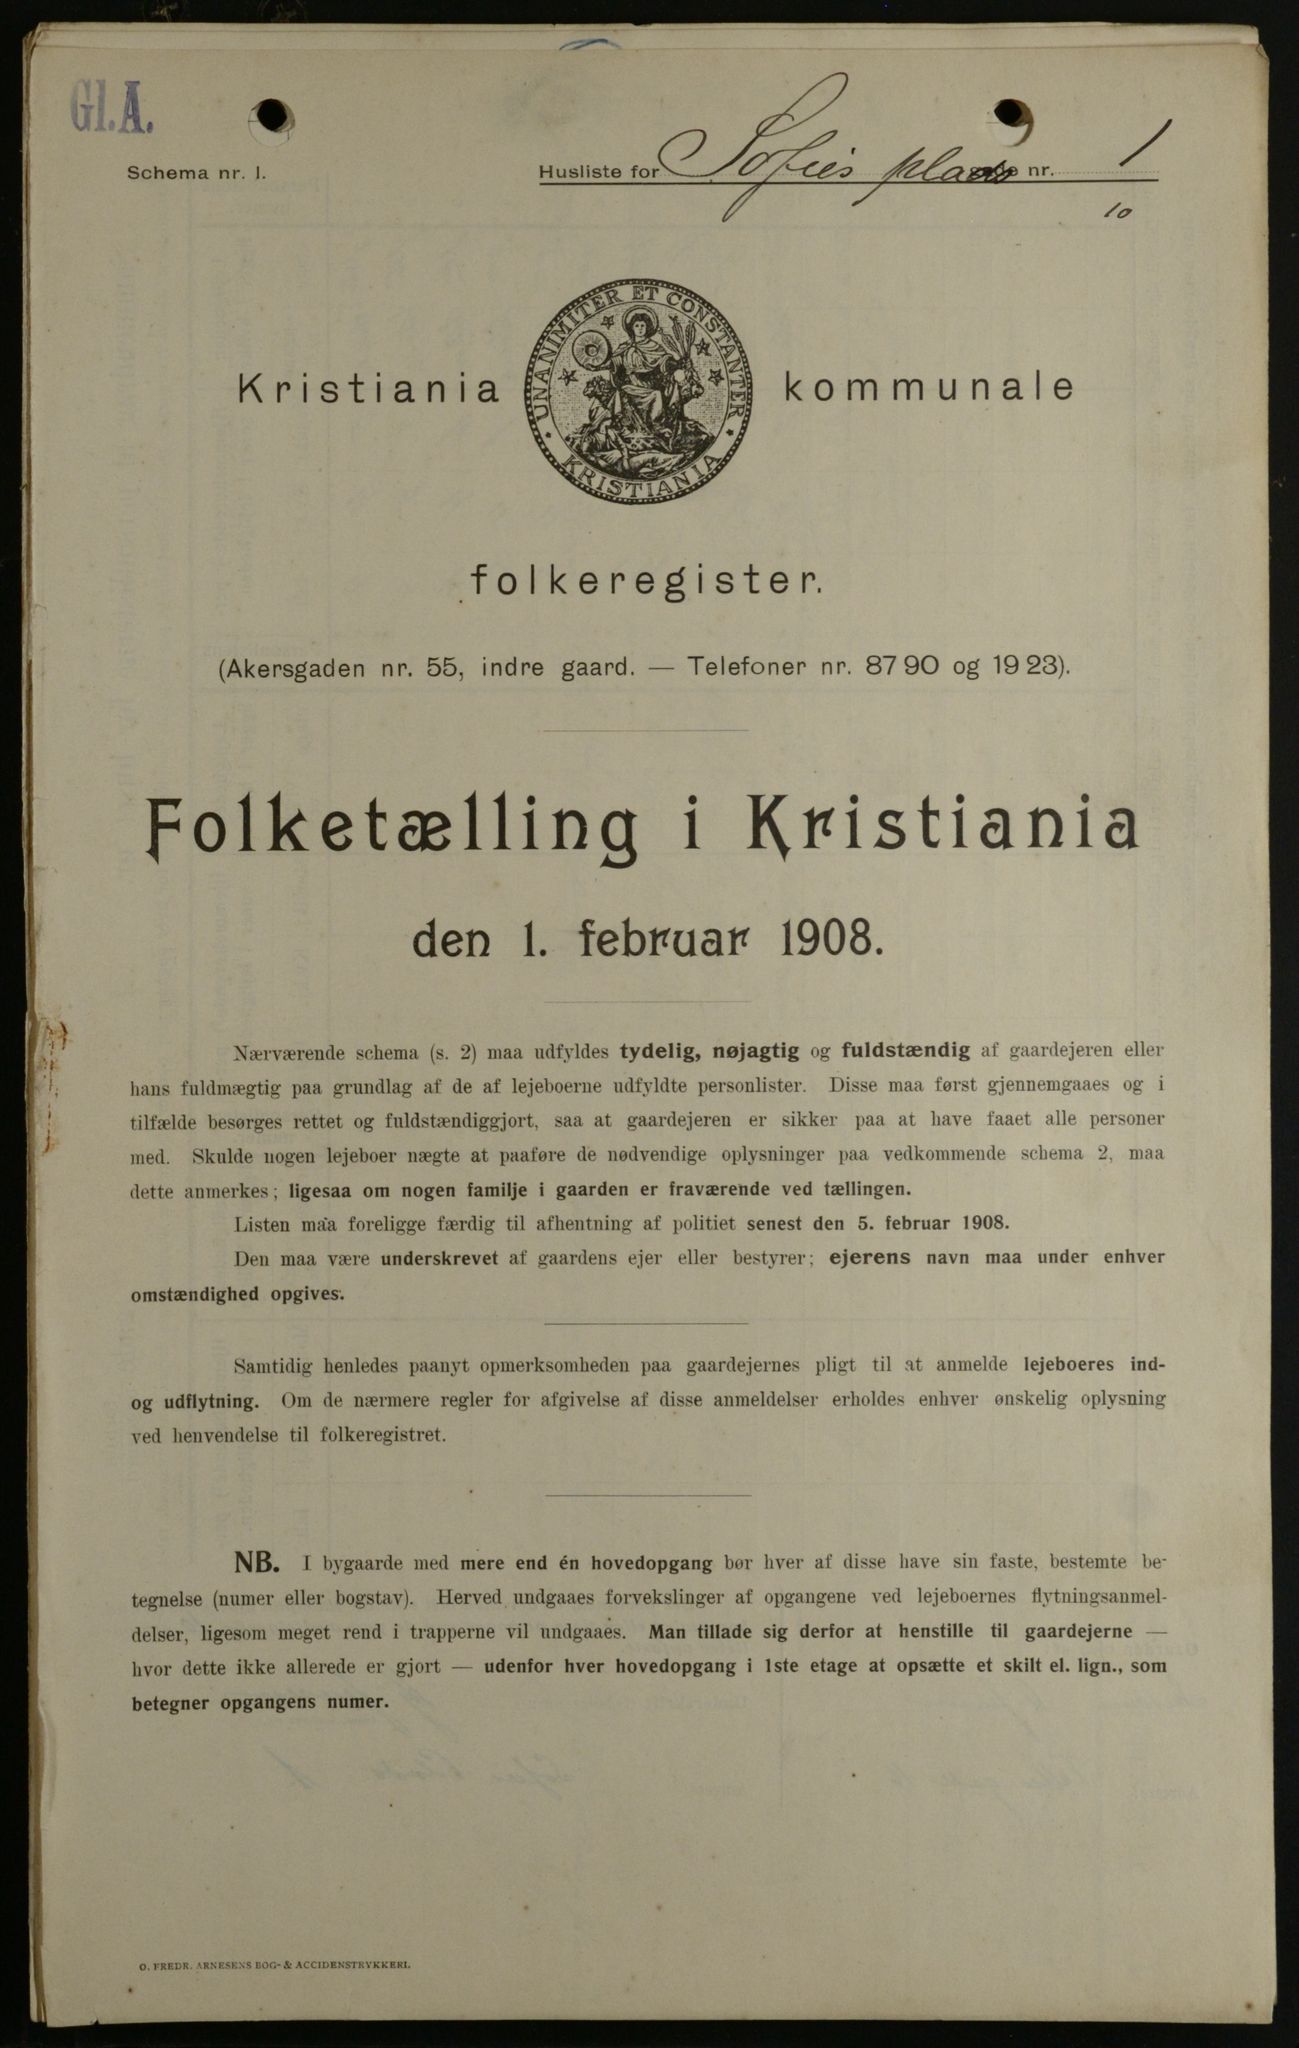 Gl. A.
Schema nr. 1.
Husliste for Sofies plads nr. 1
10
UNANIMITER ET CONSTANTER
KRISTIANIA
Kristiania kommunale
folkeregister.
(Akersgaden nr. 55, indre gaard. — Telefoner nr. 87 90 og 19 23).
Folketælling i Kristiania
den 1. februar 1908.
Nærværende schema (s. 2) maa udfyldes tydelig, nøjagtig og fuldstændig af gaardejeren eller
hans fuldmægtig paa grundlag af de af lejeboerne udfyldte personlister. Disse maa først gjennemgaaes og i
tilfælde besørges rettet og fuldstændiggjort, saa at gaardejeren er sikker paa at have faaet alle personer
med. Skulde nogen lejeboer nægte at paaføre de nødvendige oplysninger paa vedkommende schema 2, maa
dette anmerkes; ligesaa om nogen familje i gaarden er fraværende ved tællingen.
Listen maa foreligge færdig til afhentning af politiet senest den 5. februar 1908.
Den maa være underskrevet af gaardens ejer eller bestyrer; ejerens navn maa under enhver
omstændighed opgives.
Samtidig henledes paanyt opmerksomheden paa gaardejernes pligt til at anmelde lejeboeres ind-
og udflytning. Om de nærmere regler for afgivelse af disse anmeldelser erholdes enhver ønskelig oplysning
ved henvendelse til folkeregistret.
NB. I bygaarde med mere end én hovedopgang bør hver af disse have sin faste, bestemte be-
tegnelse (numer eller bogstav). Herved undgaaes forvekslinger af opgangene ved lejeboernes flytningsanmel-
delser, ligesom meget rend i trapperne vil undgaaes. Man tillade sig derfor at henstille til gaardejerne —
hvor dette ikke allerede er gjort — udenfor hver hovedopgang i 1ste etage at opsætte et skilt el. lign., som
betegner opgangens numer.
O. FREDR. ARNESENS BOG- & ACCIDENSTRYKKERI.